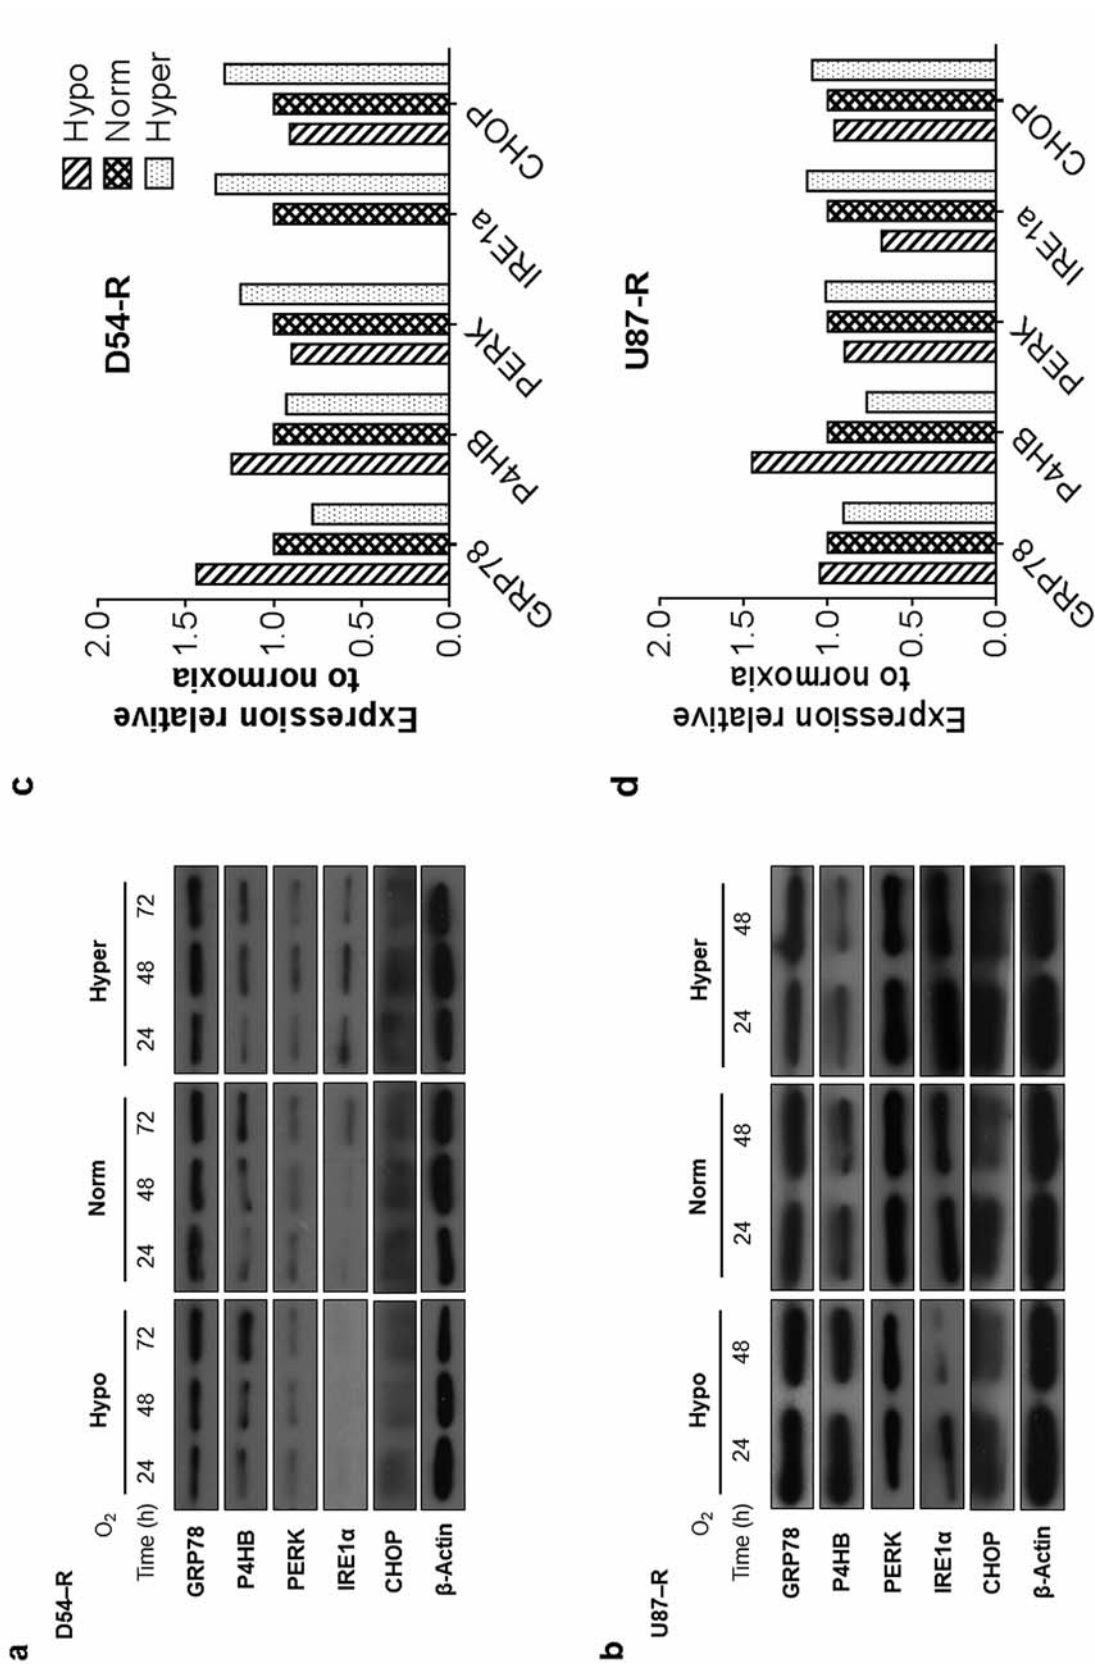 a
D54–R
O2 Hypo Norm Hyper
Time (h) 24 48 72 24 48 72 24 48 72
GRP78
P4HB
PERK
IRE1α
CHOP
β-Actin
b
U87–R
O2 Hypo Norm Hyper
Time (h) 24 48 24 48 24 48
GRP78
P4HB
PERK
IRE1α
CHOP
β-Actin
c
D54-R
Hypo
Norm
Hyper
Expression relative
to normoxia
2.0
1.5
1.0
0.5
0.0
GRP78 P4HB PERK IRE1a CHOP
d
U87-R
Expression relative
to normoxia
2.0
1.5
1.0
0.5
0.0
GRP78 P4HB PERK IRE1a CHOP